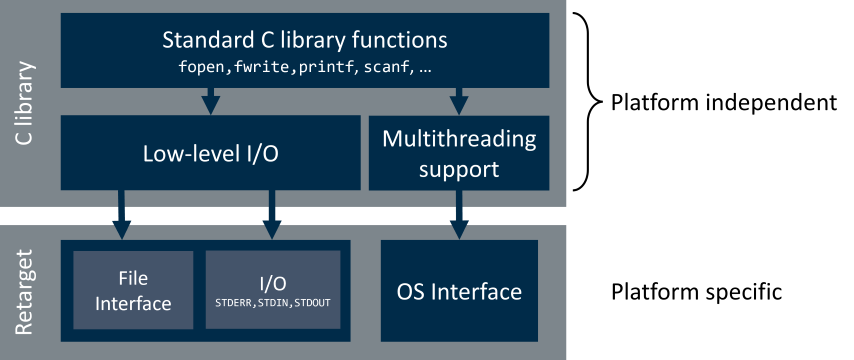 C library
Standard C library functions
fopen,fwrite,printf, scanf, ...
Low-level I/O
Multithreading
support
Platform independent
Retarget
File
Interface
I/O
STDERR,STDIN,STDOUT
OS Interface
Platform specific